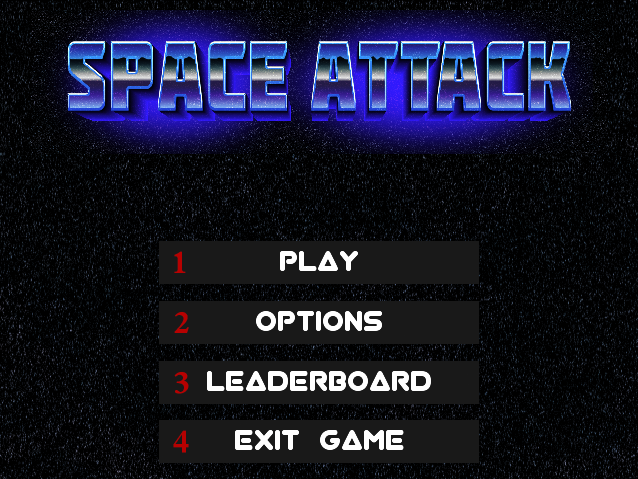 SPACE ATTACK
1 PLAY
2 OPTIONS
3 LEADERBOARD
4 EXIT GAME